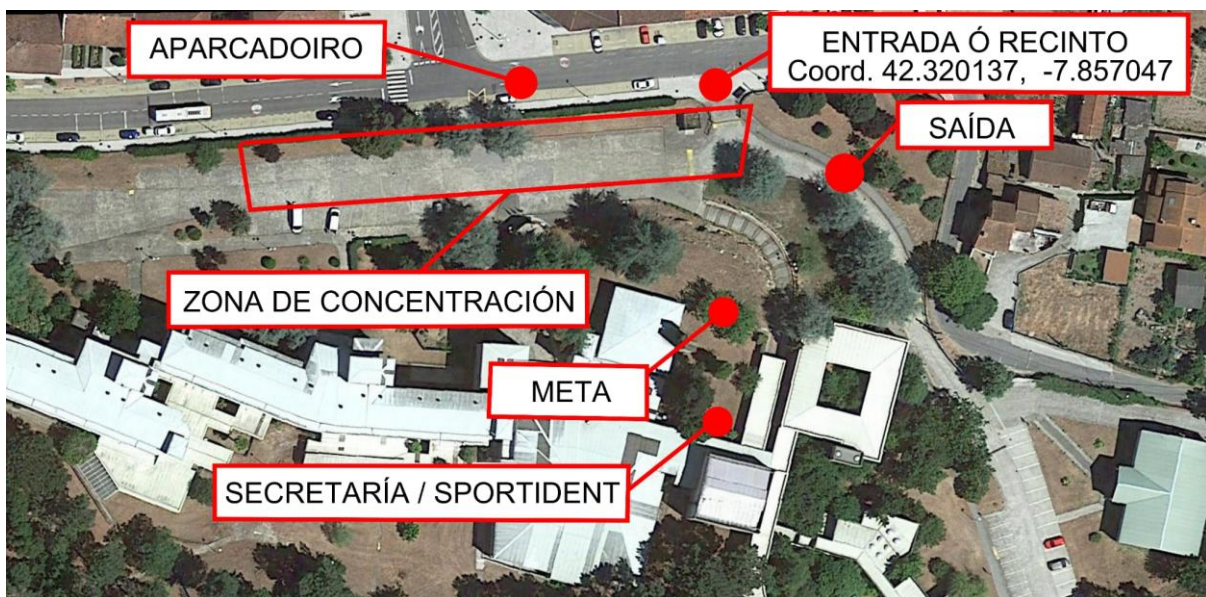 APARCADOIRO
ENTRADA Ó RECINTO
Coord. 42.320137, -7.857047
SAÍDA
ZONA DE CONCENTRACIÓN
META
SECRETARÍA / SPORTIDENT